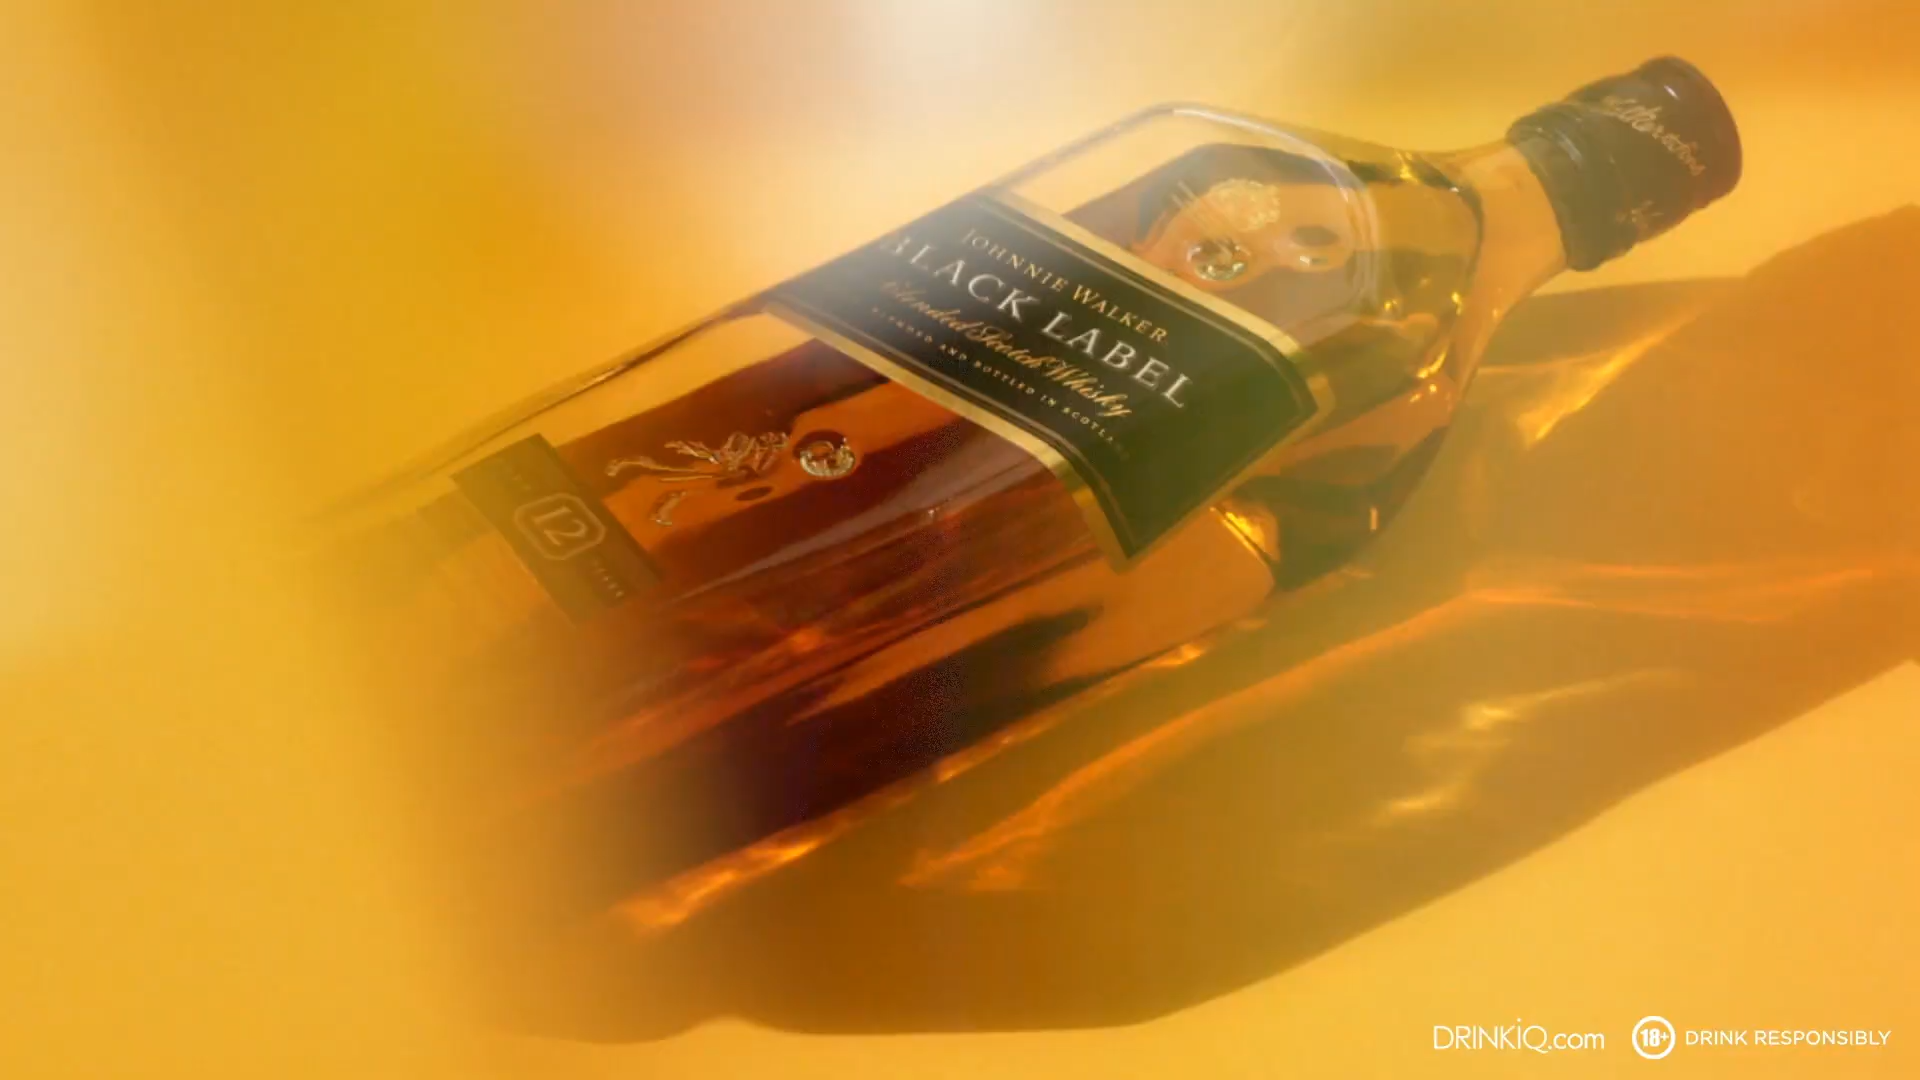 JOHNNIE WALKER
BLACK LABEL
Blended Scotch Whisky
BLENDED AND BOTTLED IN SCOTLAND
12
DRINKiQ.com
18+ DRINK RESPONSIBLY